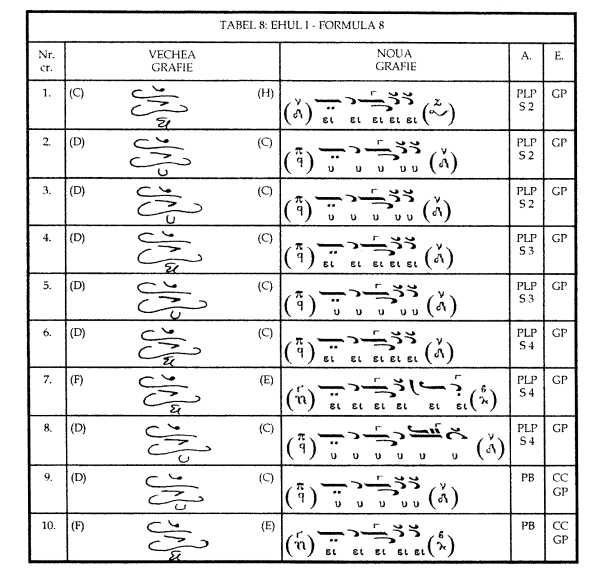 TABEL 8: EHUL I - FORMULA 8
Nr. VECHEA NOUA A. E.
cr. GRAFIE GRAFIE
1. (C) (H) PLP GP
S 2
ει ει ει ει ει
2. (D) (C) PLP GP
S 2
υ υ υ υ υ
3. (D) (C) PLP GP
S 2
υ υ υ υ υ
4. (D) (C) PLP GP
S 3
ει ει ει ει ει
5. (D) (C) PLP GP
S 3
υ υ υ υ υ
6. (D) (C) PLP GP
S 4
ει ει ει ει ει
7. (F) (E) PLP GP
S 4
ει ει ει ει ει ει
8. (D) (C) PLP GP
S 4
υ υ υ υ υ
9. (D) (C) PB CC
GP
υ υ υ υ υ
10. (F) (E) PB CC
GP
ει ει ει ει ει